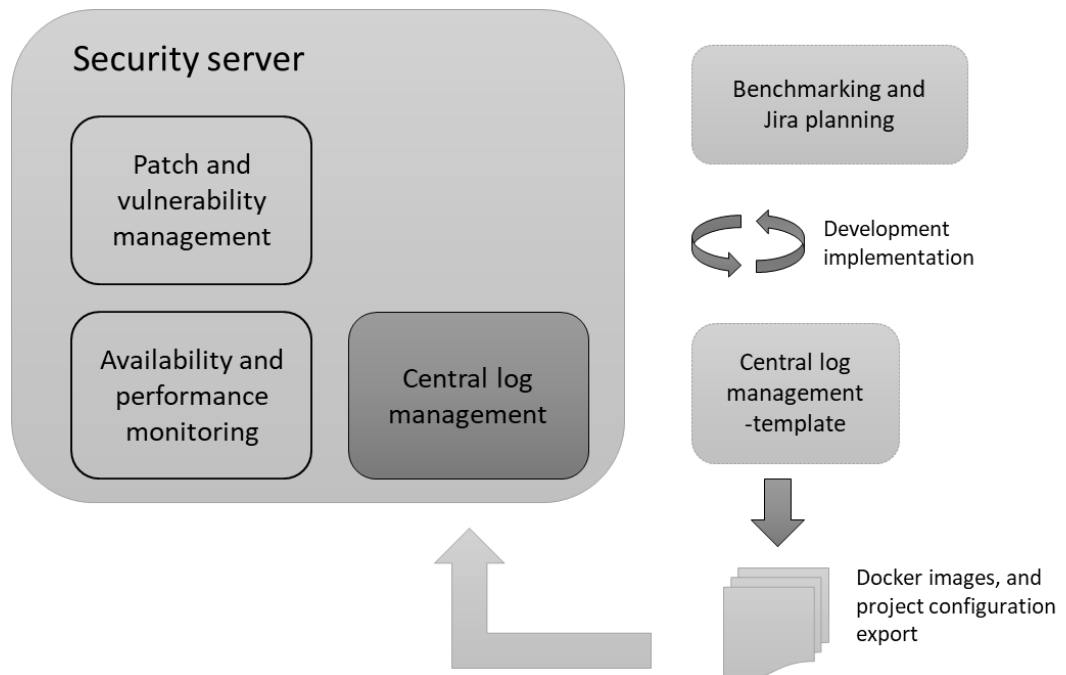 Security server
Patch and
vulnerability
management
Availability and
performance
monitoring
Central log
management
Benchmarking and
Jira planning
Development
implementation
Central log
management
-template
Docker images, and
project configuration
export